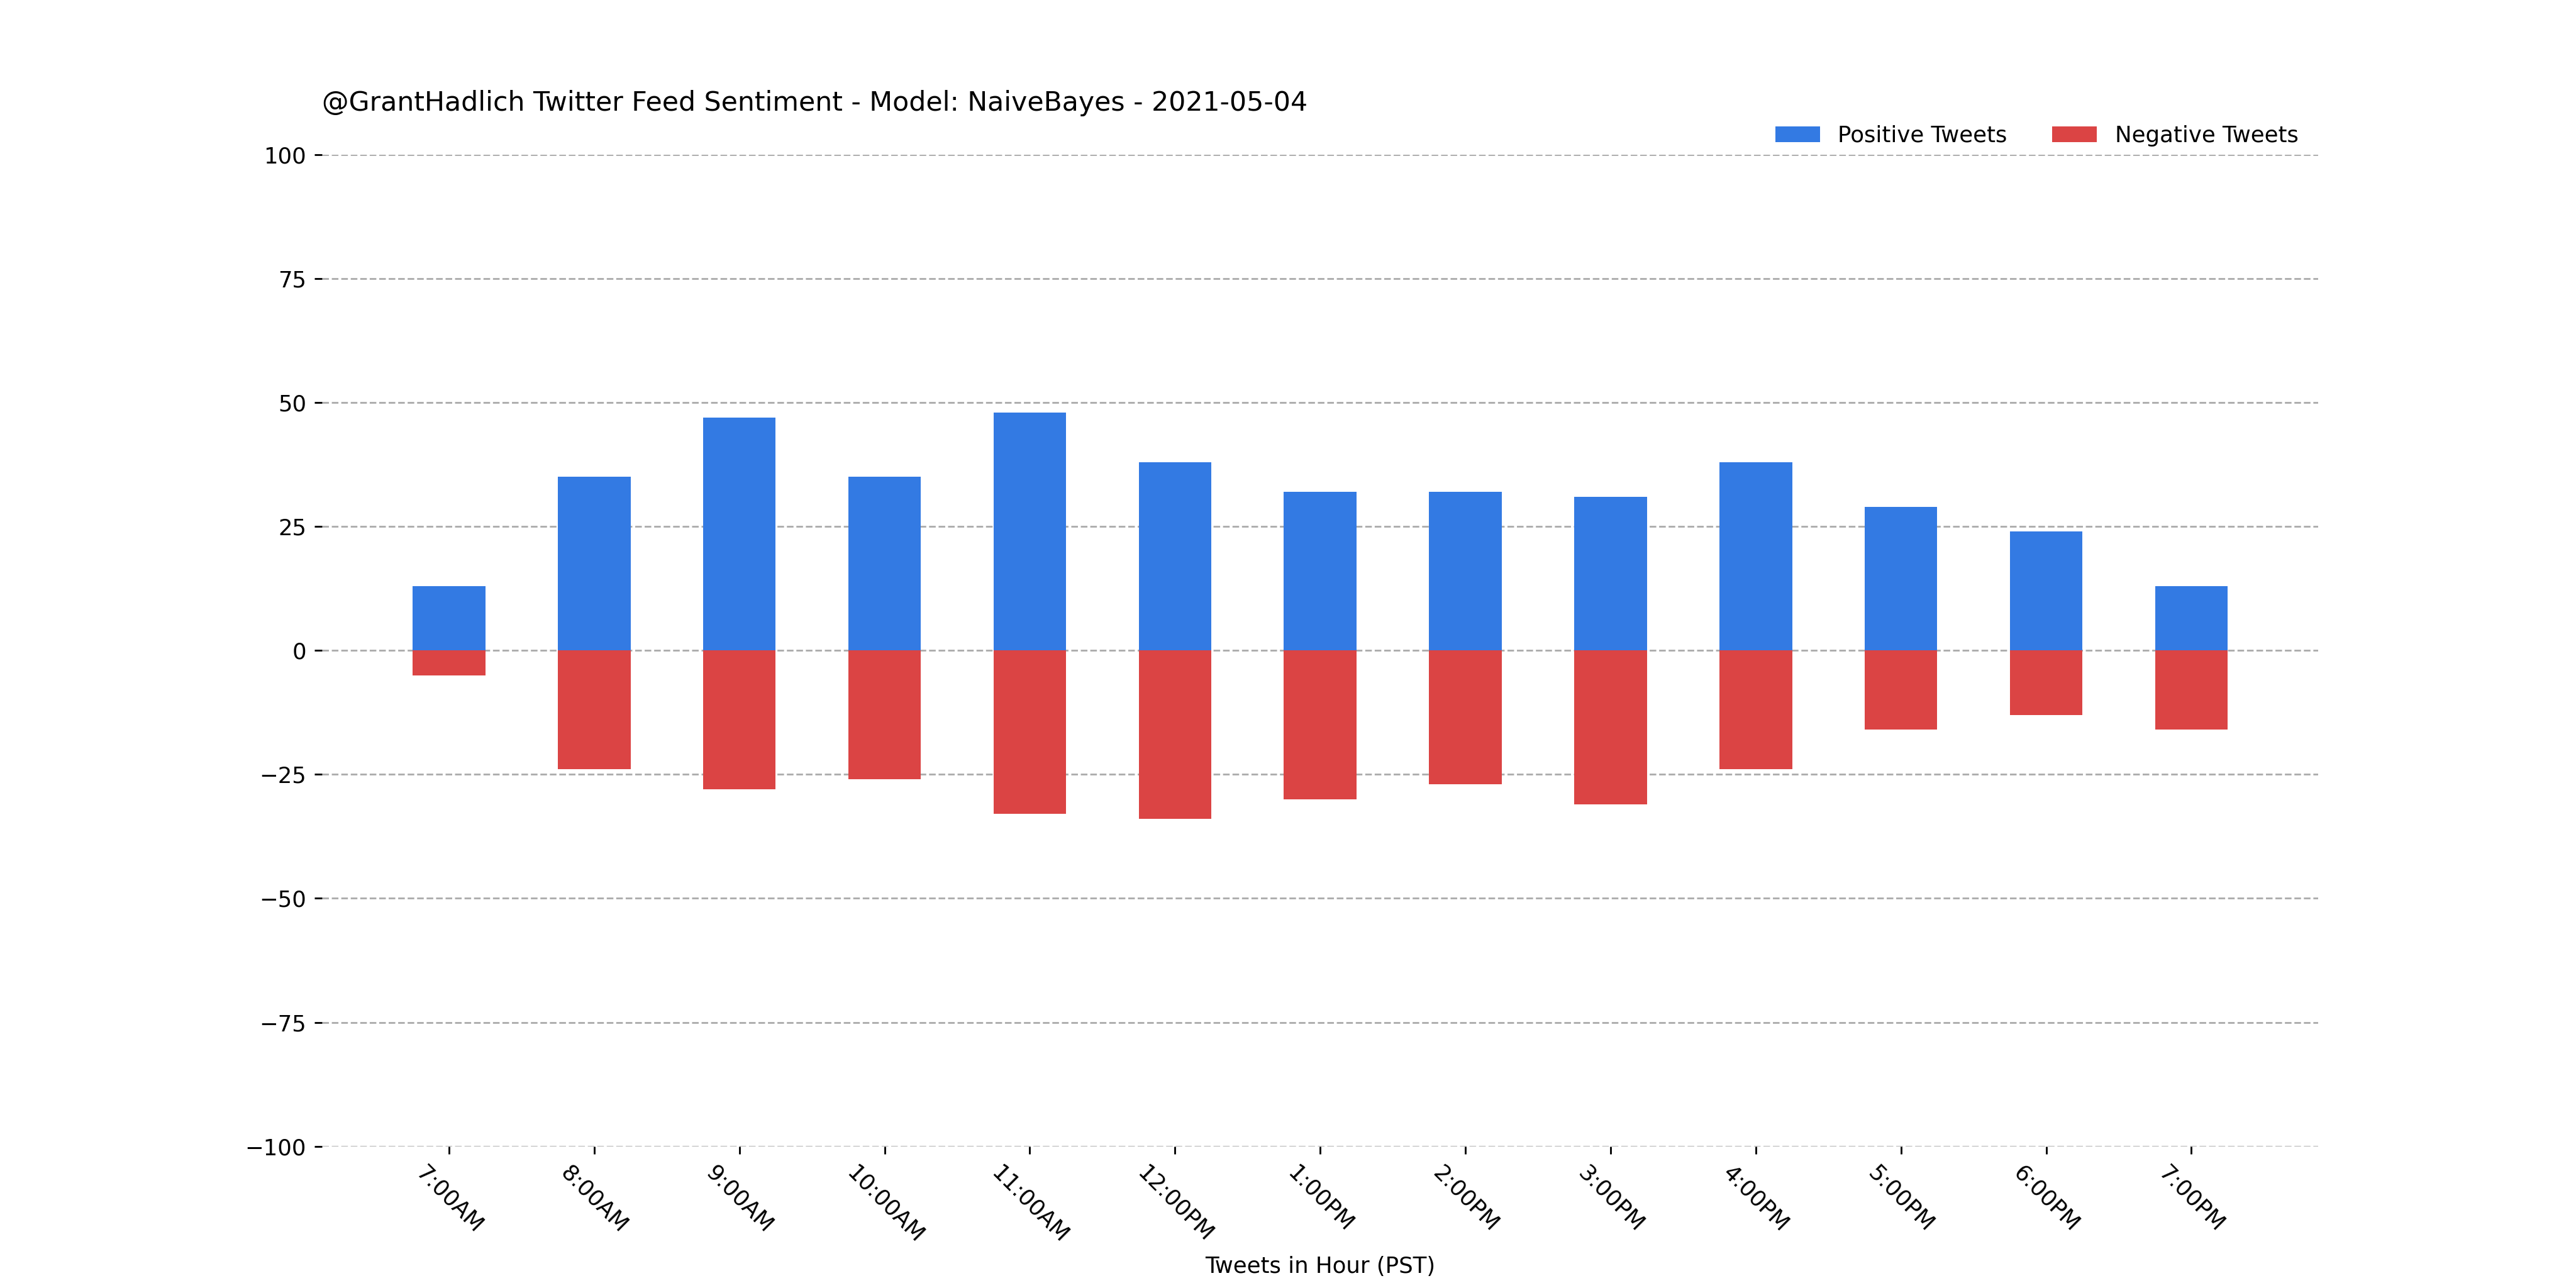 @GrantHadlich Twitter Feed Sentiment - Model: NaiveBayes - 2021-05-04
Positive Tweets Negative Tweets
100
75
50
25
0
−25
−50
−75
−100
7:00AM 8:00AM 9:00AM 10:00AM 11:00AM 12:00PM 1:00PM 2:00PM 3:00PM 4:00PM 5:00PM 6:00PM 7:00PM
Tweets in Hour (PST)